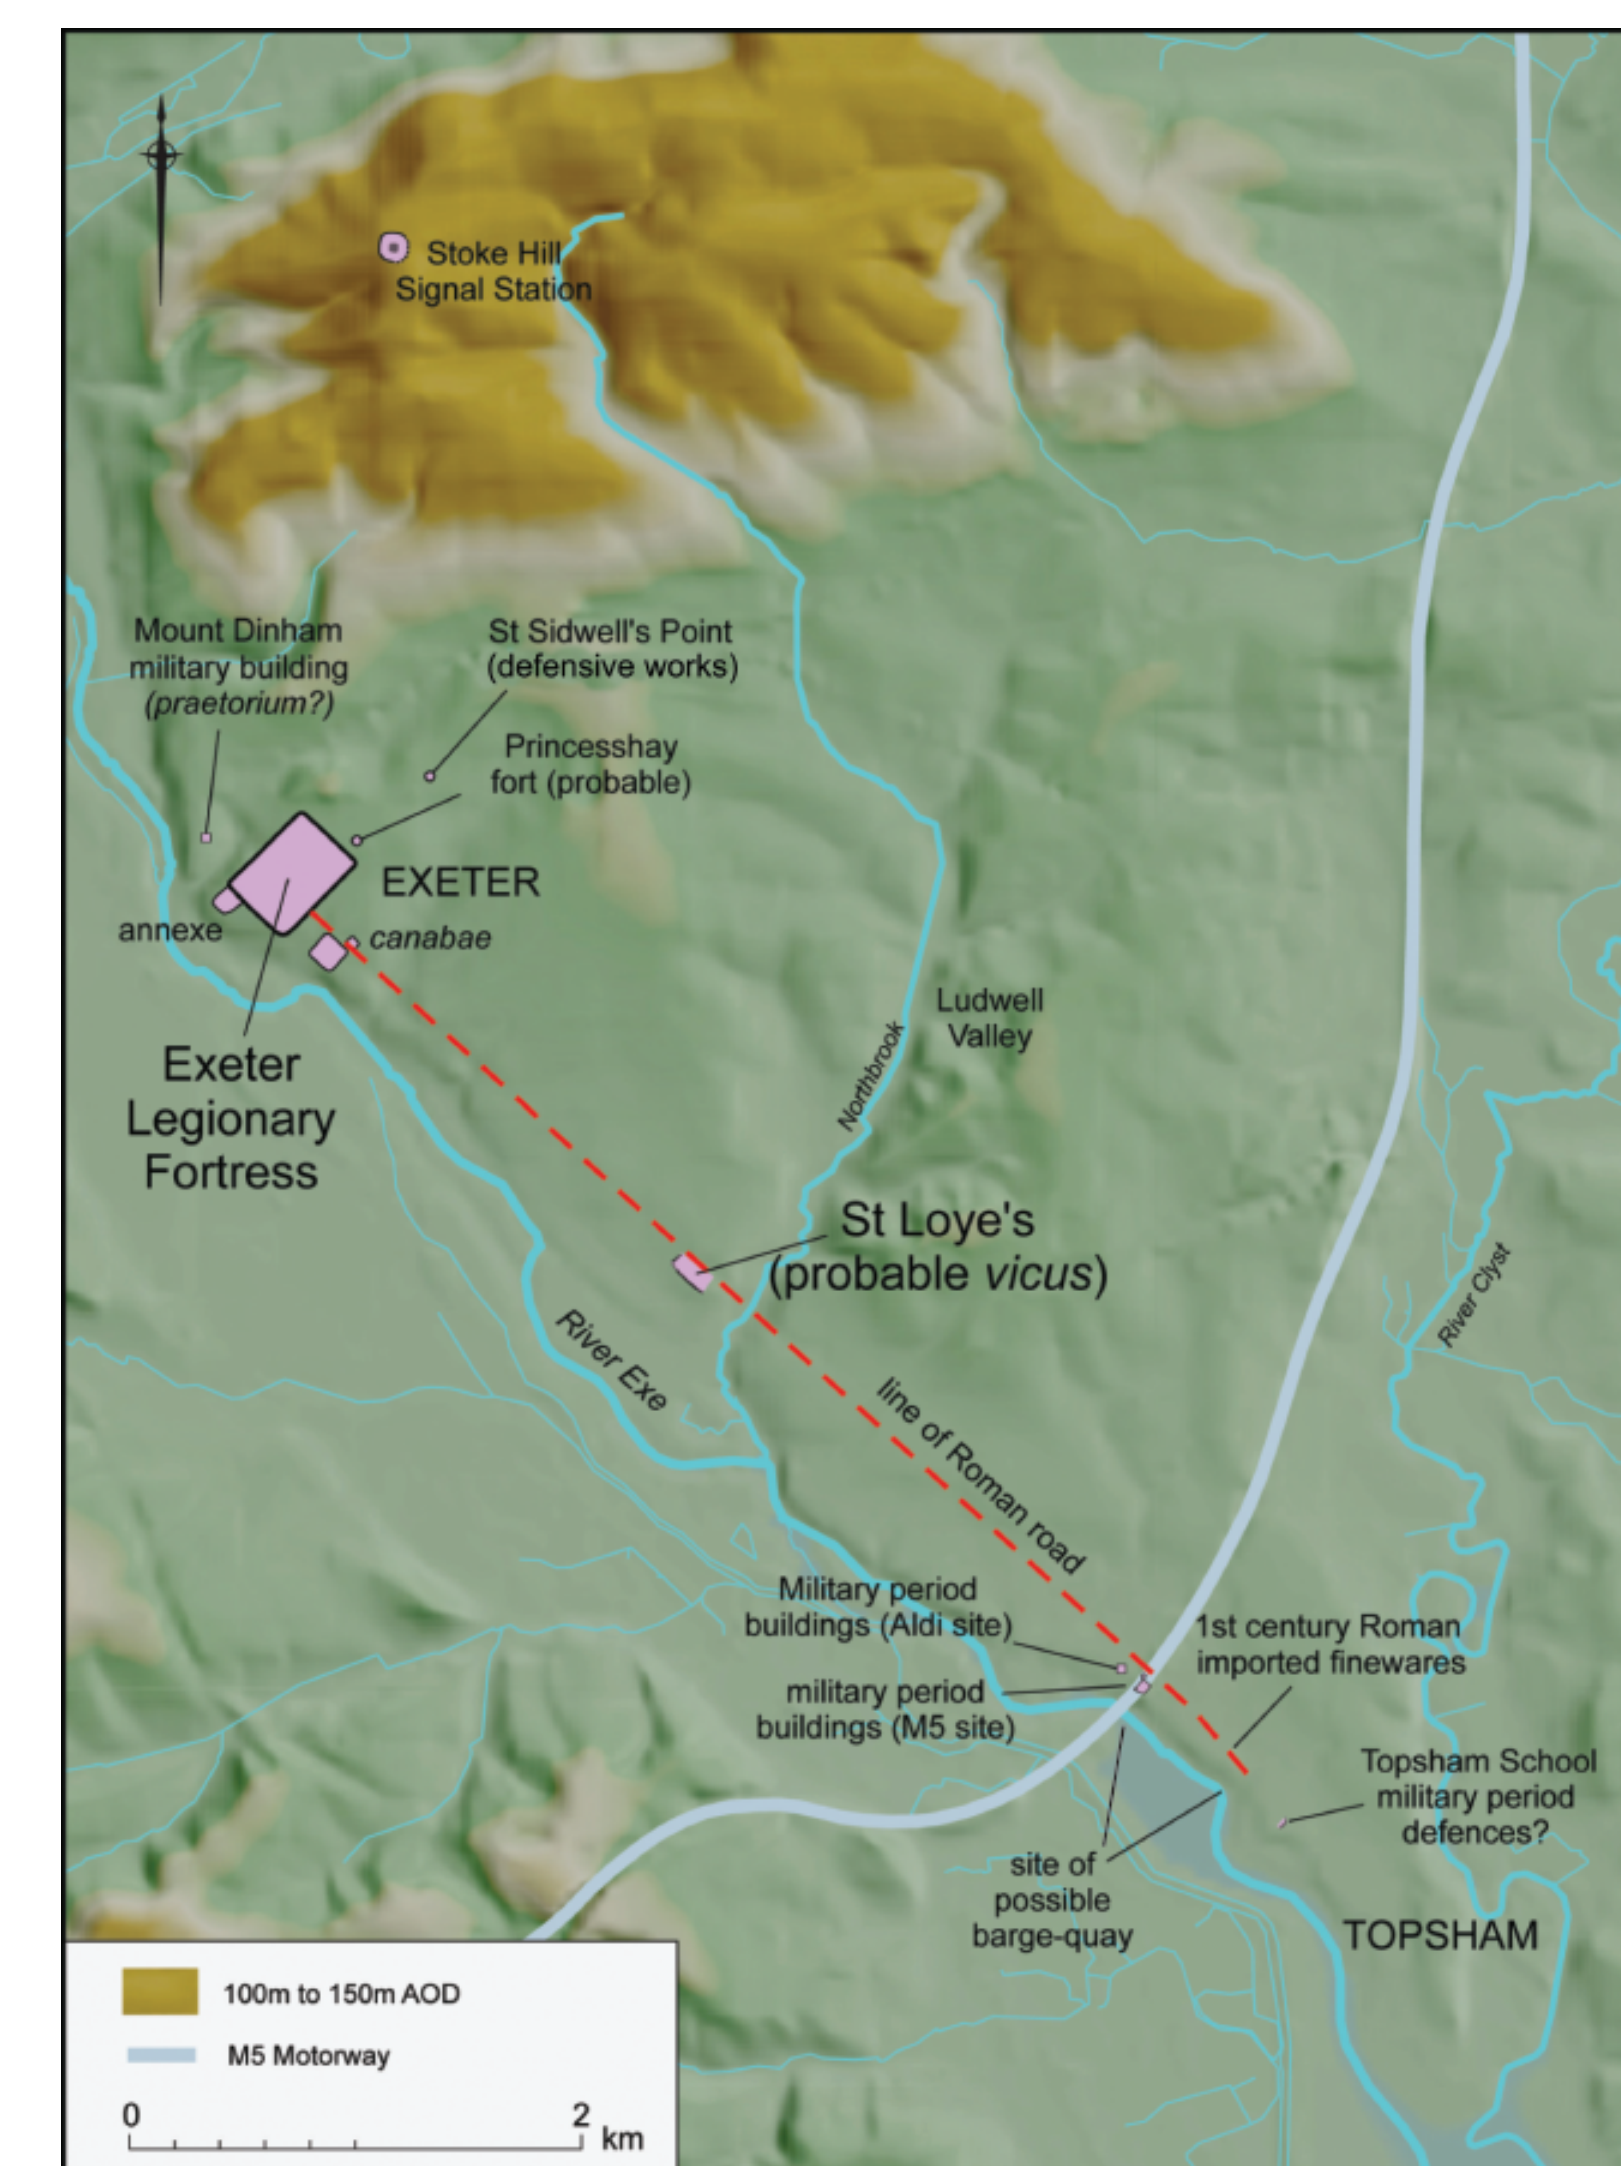 Stoke Hill
Signal Station
Mount Dinham
military building
(praetorium?)
St Sidwell's Point
(defensive works)
Princesshay
fort (probable)
EXETER
annexe
canabae
Exeter
Legionary
Fortress
Ludwell
Valley
Northbrook
St Loye's
(probable vicus)
River Clyst
River Exe
line of Roman road
Military period
buildings (Aldi site)
1st century Roman
imported finewares
military period
buildings (M5 site)
Topsham School
military period
defences?
site of
possible
barge-quay
TOPSHAM
100m to 150m AOD
M5 Motorway
0 2
km